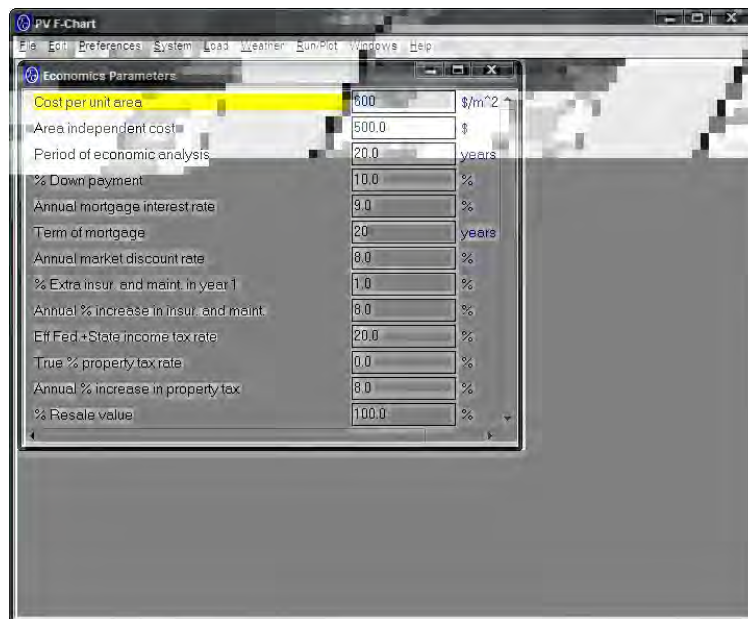 PV F-Chart
File Edit Preferences System Load Weather Run/Plot Windows Help
Economics Parameters
Cost per unit area 600 $/m^2
Area independent costs 500.0 $
Period of economic analysis 20.0 years
% Down payment 10.0 %
Annual mortgage interest rate 9.0 %
Term of mortgage 20 years
Annual market discount rate 8.0 %
% Extra insur. and maint. in year 1 1.0 %
Annual % increase in insur. and maint. 8.0 %
Eff.Fed.+State income tax rate 20.0 %
True % property tax rate 0.0 %
Annual % increase in property tax 8.0 %
% Resale value 100.0 %